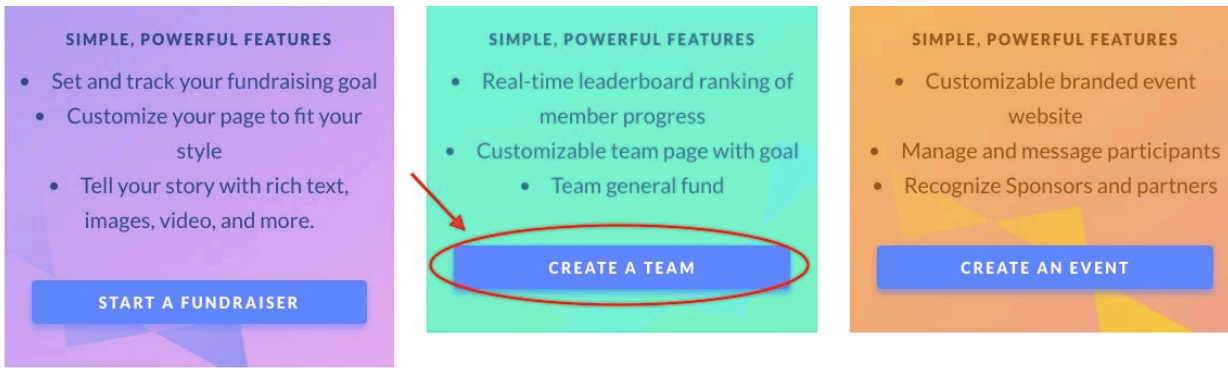 SIMPLE, POWERFUL FEATURES
• Set and track your fundraising goal
• Customize your page to fit your
style
• Tell your story with rich text,
images, video, and more.
START A FUNDRAISER
SIMPLE, POWERFUL FEATURES
• Real-time leaderboard ranking of
member progress
• Customizable team page with goal
• Team general fund
CREATE A TEAM
SIMPLE, POWERFUL FEATURES
• Customizable branded event
website
• Manage and message participants
• Recognize Sponsors and partners
CREATE AN EVENT